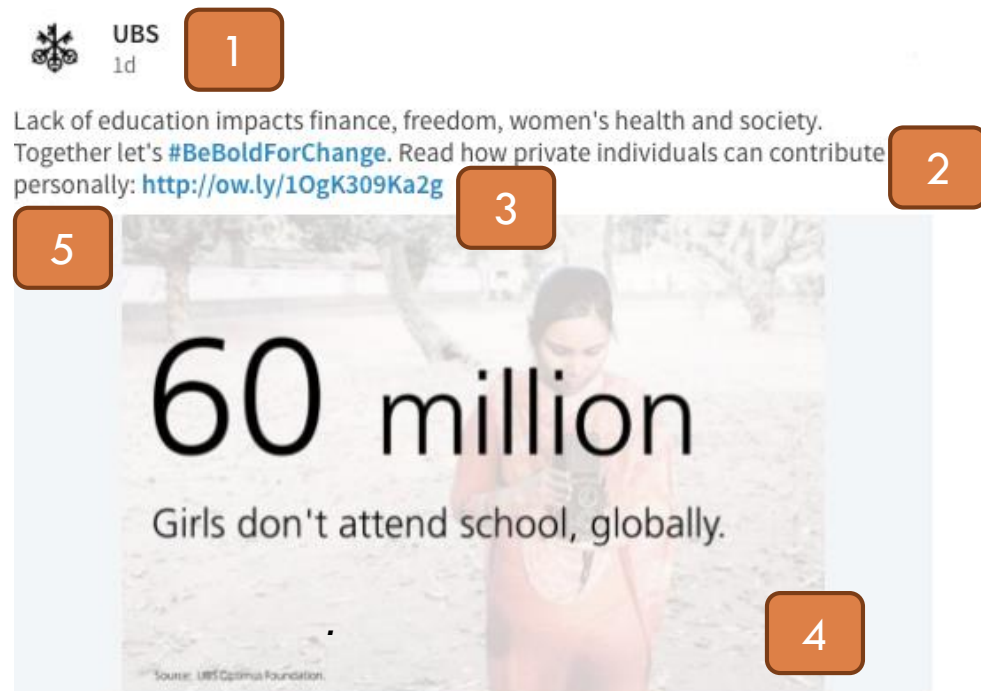 UBS
1d
1
Lack of education impacts finance, freedom, women's health and society.
Together let's #BeBoldForChange. Read how private individuals can contribute
2
personally: http://ow.ly/1OgK309Ka2g
3
5
60 million
Girls don't attend school, globally.
.
4
Source: UBS Optimus Foundation.